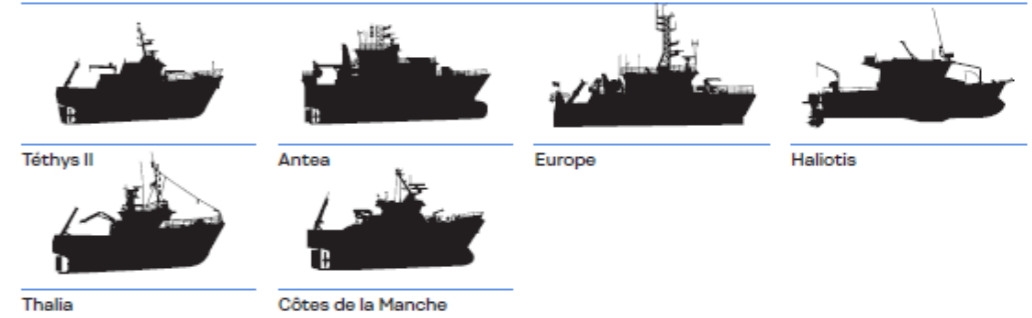 Téthys II
Antea
Europe
Haliotis
Thalia
Côtes de la Manche